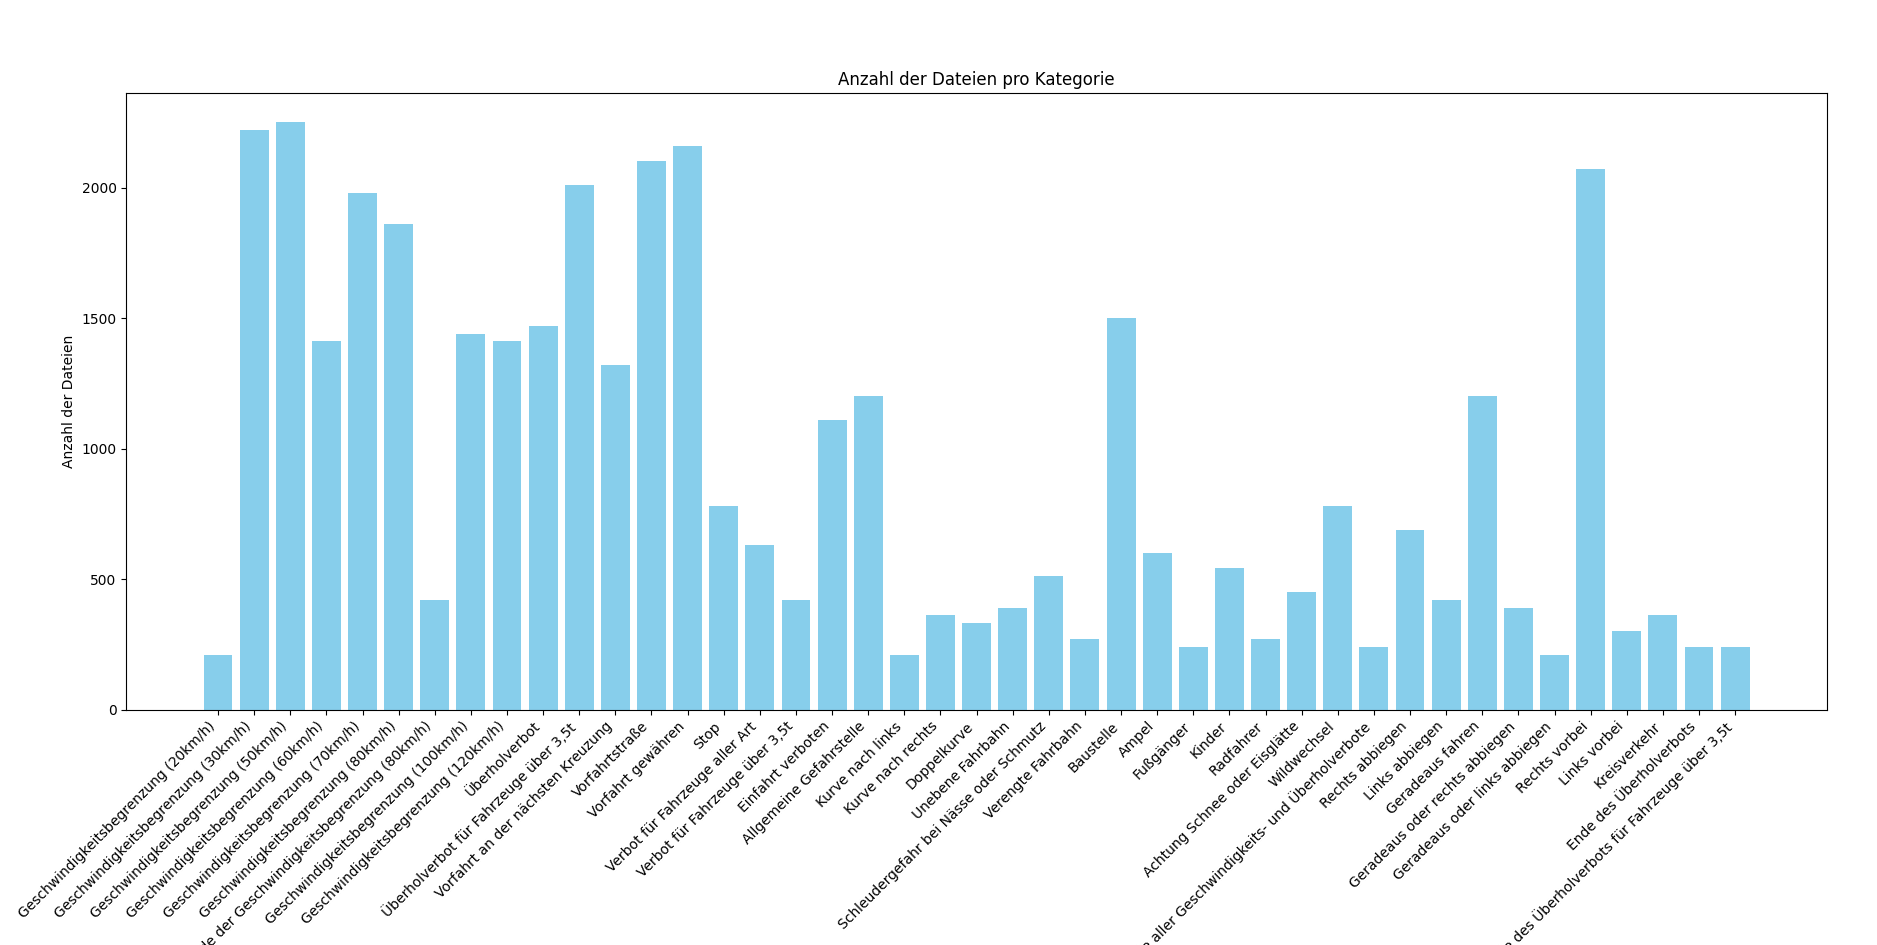 Anzahl der Dateien pro Kategorie
Anzahl der Dateien
2000
1500
1000
500
0
Geschwindigkeitsbegrenzung (20km/h)
Geschwindigkeitsbegrenzung (30km/h)
Geschwindigkeitsbegrenzung (50km/h)
Geschwindigkeitsbegrenzung (60km/h)
Geschwindigkeitsbegrenzung (70km/h)
Geschwindigkeitsbegrenzung (80km/h)
der Geschwindigkeitsbegrenzung (80km/h)
Geschwindigkeitsbegrenzung (100km/h)
Geschwindigkeitsbegrenzung (120km/h)
Überholverbot
Überholverbot für Fahrzeuge über 3,5t
Vorfahrt an der nächsten Kreuzung
Vorfahrtstraße
Vorfahrt gewähren
Stop
Verbot für Fahrzeuge aller Art
Verbot für Fahrzeuge über 3,5t
Einfahrt verboten
Allgemeine Gefahrstelle
Kurve nach links
Kurve nach rechts
Doppelkurve
Unebene Fahrbahn
Schleudergefahr bei Nässe oder Schmutz
Verengte Fahrbahn
Baustelle
Ampel
Fußgänger
Kinder
Radfahrer
Achtung Schnee oder Eisglätte
Wildwechsel
aller Geschwindigkeits- und Überholverbote
Rechts abbiegen
Links abbiegen
Geradeaus fahren
Geradeaus oder rechts abbiegen
Geradeaus oder links abbiegen
Rechts vorbei
Links vorbei
Kreisverkehr
Ende des Überholverbots
des Überholverbots für Fahrzeuge über 3,5t